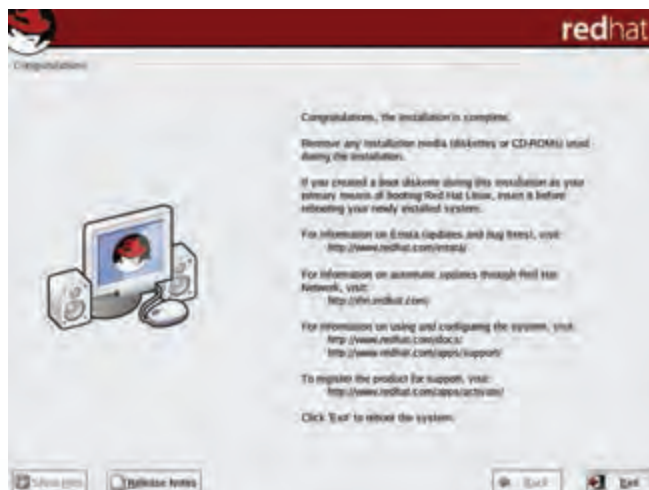 redhat
Congratulations
Congratulations, the installation is complete.
Remove any installation media (diskettes or CD-ROMs) used
during the installation.
If you created a boot diskette during this installation as your
primary means of booting Red Hat Linux, insert it before
rebooting your newly installed system.
For information on Errata (updates and bug fixes), visit:
http://www.redhat.com/errata/
For information on automatic updates through Red Hat
Network, visit:
http://rhn.redhat.com/
For information on using and configuring the system, visit:
http://www.redhat.com/docs/
http://www.redhat.com/apps/support/
To register the product for support, visit:
http://www.redhat.com/apps/activate/
Click 'Exit' to reboot the system.
Release Notes
Back
Exit